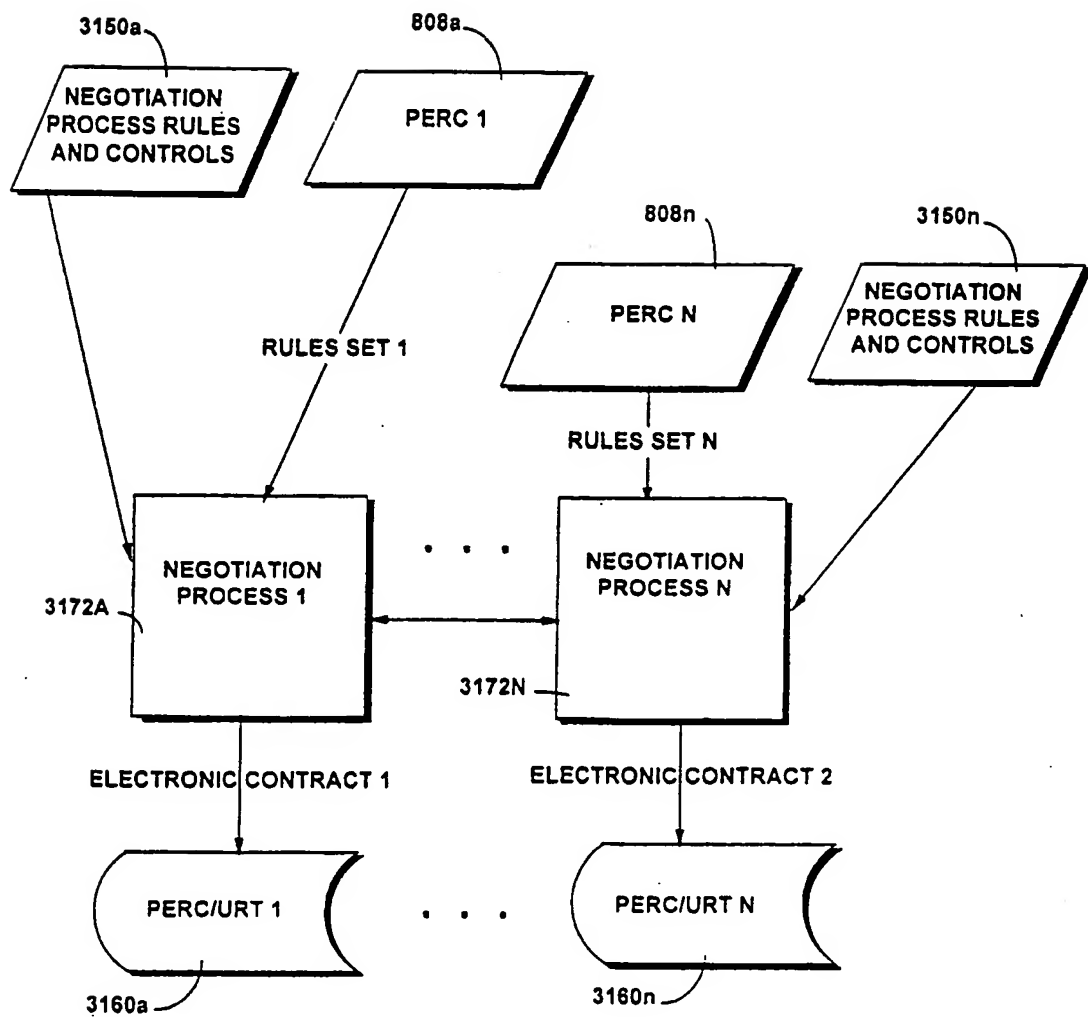 3150a
808a
NEGOTIATION
PROCESS RULES
AND CONTROLS
PERC 1
808n
3150n
PERC N
NEGOTIATION
PROCESS RULES
AND CONTROLS
RULES SET 1
RULES SET N
NEGOTIATION
PROCESS 1
. . .
NEGOTIATION
PROCESS N
3172A
3172N
ELECTRONIC CONTRACT 1
ELECTRONIC CONTRACT 2
PERC/URT 1
. . .
PERC/URT N
3160a
3160n